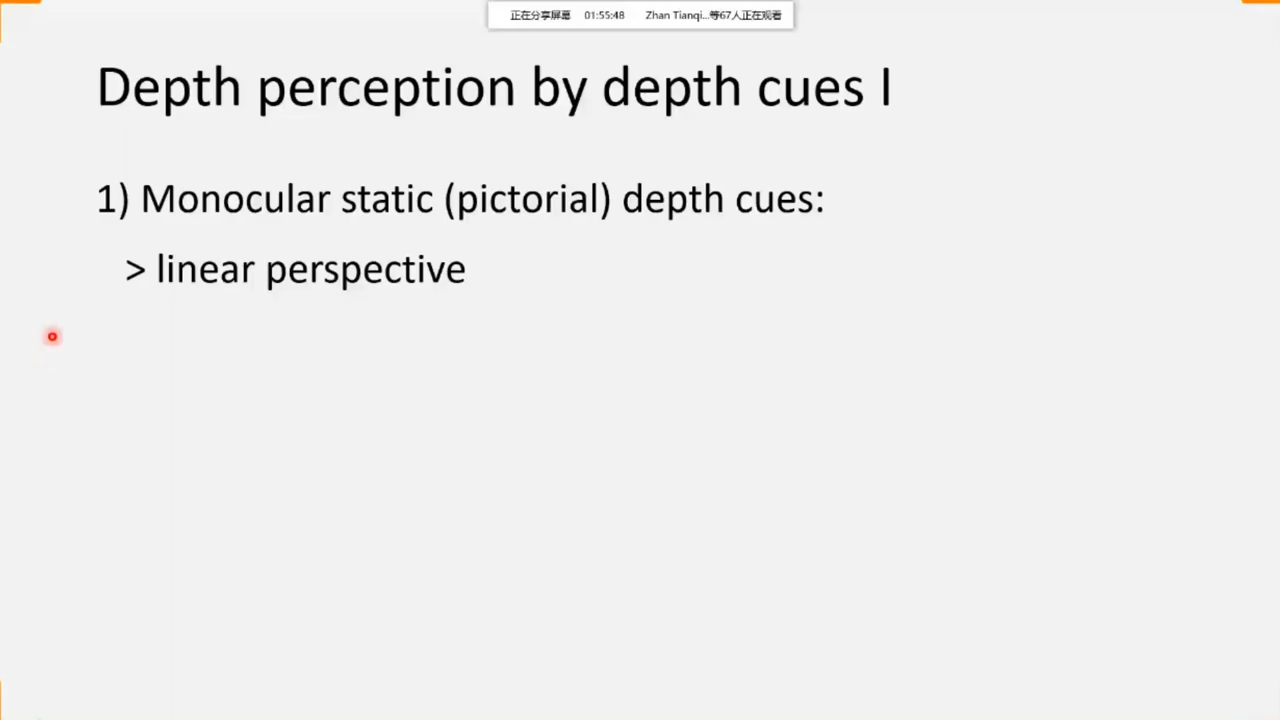 正在分享屏幕 01:55:48 Zhan Tianqi...等67人正在观看
Depth perception by depth cues I
1) Monocular static (pictorial) depth cues:
> linear perspective